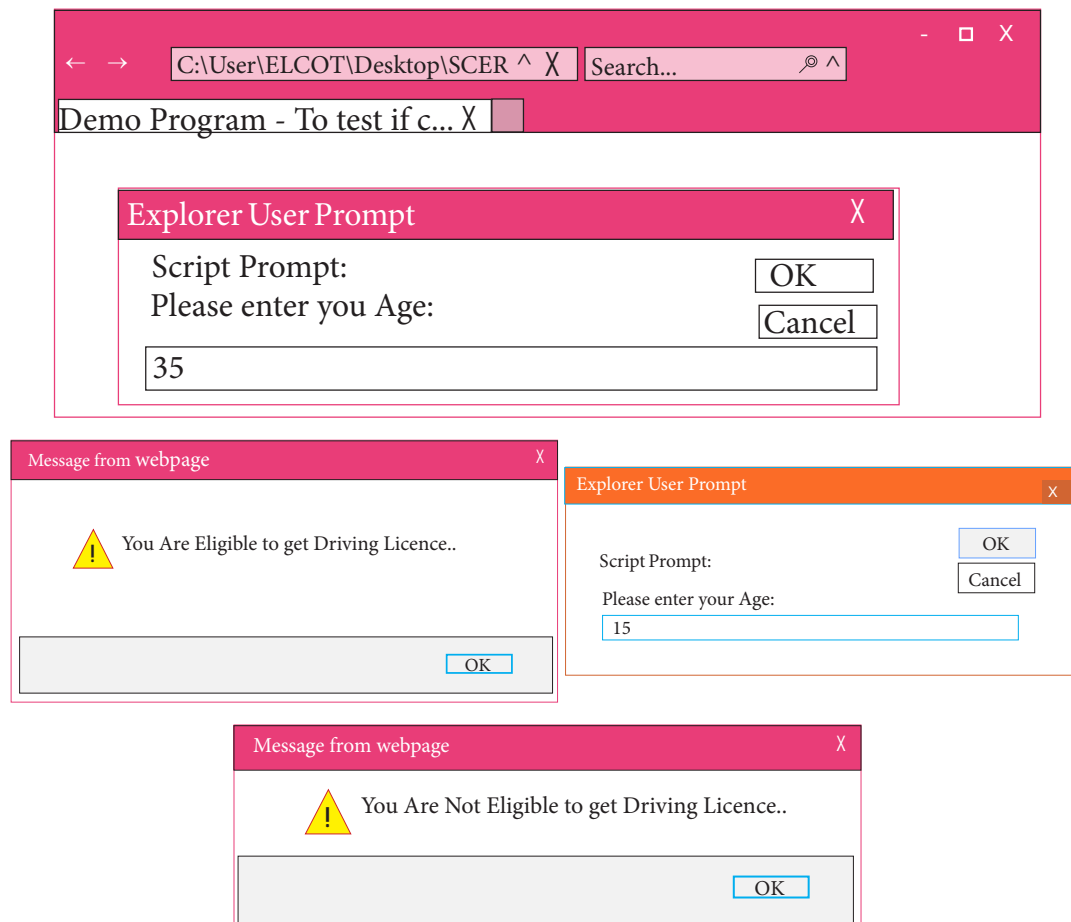 - X
← → C:\User\ELCOT\Desktop\SCER ^ X Search... ^
Demo Program - To test if c... X
Explorer User Prompt X
Script Prompt:
OK
Please enter you Age:
Cancel
35
Message from webpage X
You Are Eligible to get Driving Licence..
OK
Explorer User Prompt X
OK
Script Prompt:
Cancel
Please enter your Age:
15
Message from webpage X
! You Are Not Eligible to get Driving Licence..
OK